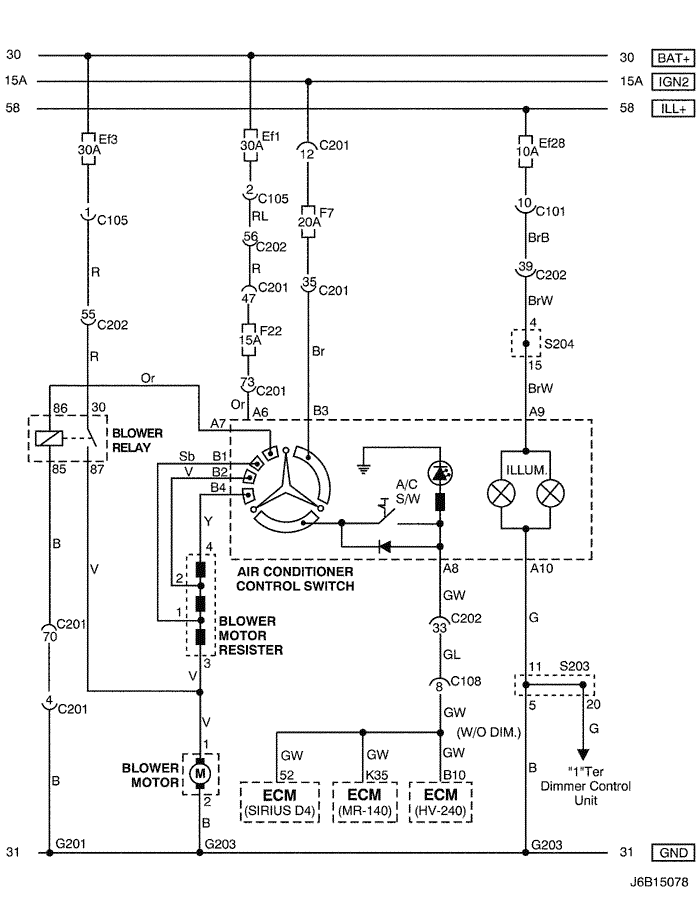 30 30 BAT+
15A 15A IGN2
58 58 ILL+
Ef3
30A
Ef1
30A
12 C201
Ef28
10A
1 C105
2 C105
RL
F7
20A
10 C101
BrB
56
C202
R
R
39
C202
47 C201
35
C201
BrW
55
C202
F22
15A
4
S204
15
R
Br
BrW
Or
73
C201
Or
86 30
A7
A6
B3
A9
BLOWER
RELAY
85 87
Sb B1
V B2
B4
A/C
S/W
ILLUM.
Y
B
V
4
2
1
3
AIR CONDITIONER
CONTROL SWITCH
A8
A10
GW
G
BLOWER
MOTOR
RESISTER
C201
70
C202
33
GL
11 S203
V
4
C201
C108
8
GW
5 20
G
V
1
(W/O DIM.)
GW GW GW
BLOWER
MOTOR
M
2
52 K35 B10
ECM
(SIRIUS D4)
ECM
(MR-140)
ECM
(HV-240)
"1"Ter
Dimmer Control
Unit
B
B
B
31 G201 G203 G203 31 GND
J6B15078